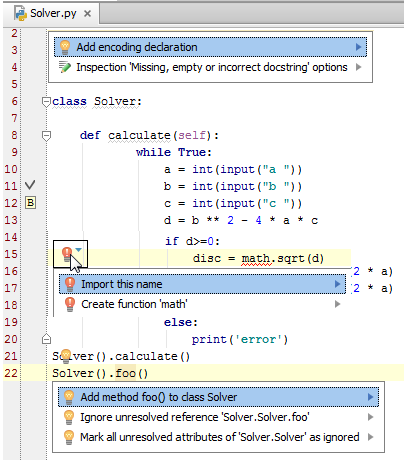 Solver.py
2
3
4
5
6
7
8
9
10
11
12
13
14
15
16
17
18
19
20
21
22
Add encoding declaration
Inspection 'Missing, empty or incorrect docstring' options
class Solver:
def calculate(self):
while True:
a = int(input("a "))
b = int(input("b "))
B
c = int(input("c "))
d = b ** 2 - 4 * a * c
if d>=0:
disc = math.sqrt(d)
2 * a)
2 * a)
Import this name
Create function 'math'
else:
print('error')
Solver().calculate()
Solver().foo()
Add method foo() to class Solver
Ignore unresolved reference 'Solver.Solver.foo'
Mark all unresolved attributes of 'Solver.Solver' as ignored